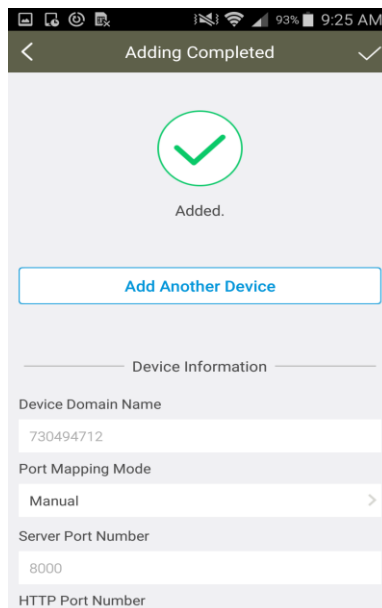 93% 9:25 AM
Adding Completed
Added.
Add Another Device
Device Information
Device Domain Name
730494712
Port Mapping Mode
Manual
Server Port Number
8000
HTTP Port Number